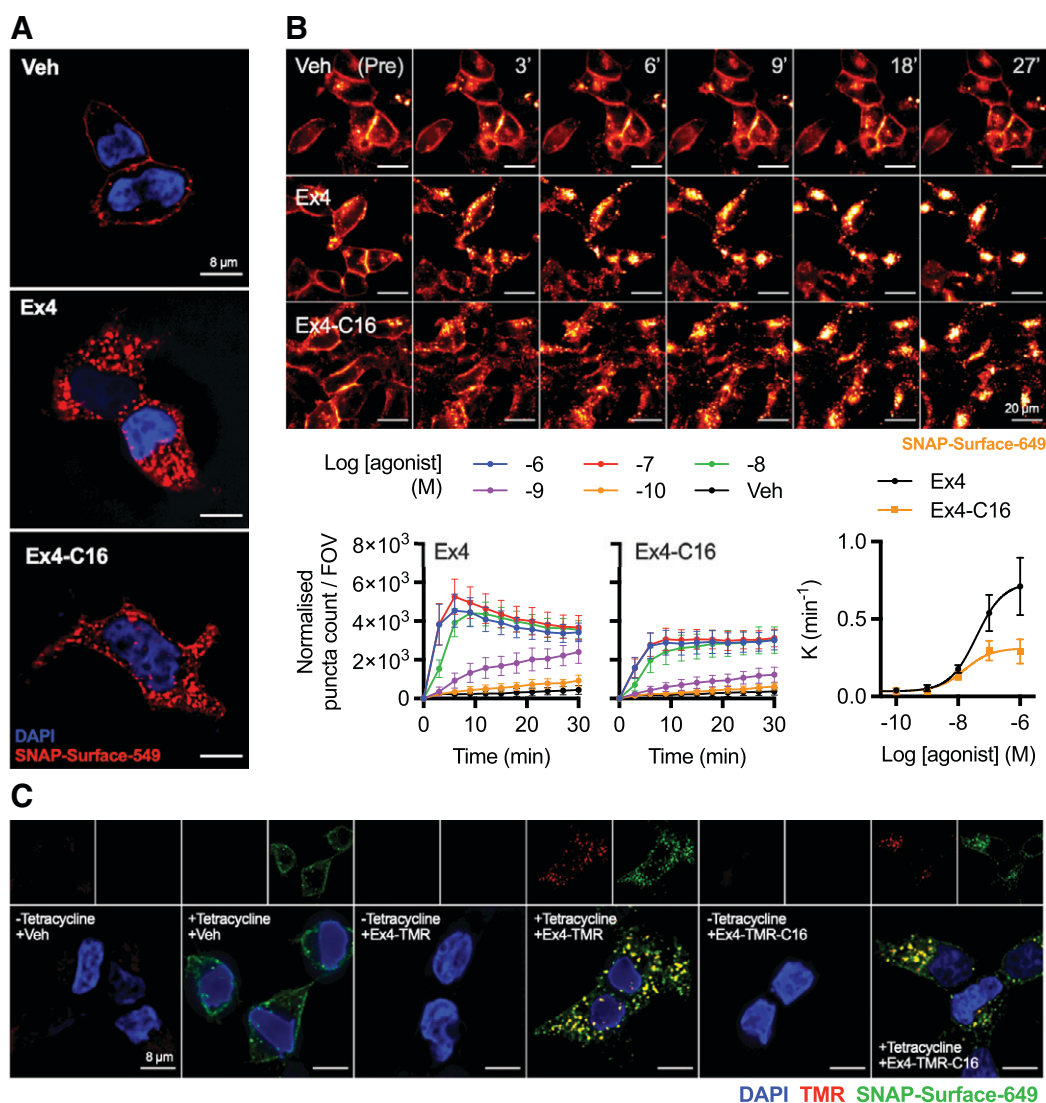 A
Veh
8 μm
Ex4
Ex4-C16
DAPI
SNAP-Surface-549
B
Veh (Pre) 3’ 6’ 9’ 18’ 27’
Ex4
Ex4-C16
20 μm
SNAP-Surface-649
Log [agonist] (M)
-6 -7 -8
-9 -10 Veh
Ex4
Ex4-C16
Normalised
puncta count / FOV
8×10³
6×10³
4×10³
2×10³
0
Ex4
0 10 20 30
Time (min)
Ex4-C16
0 10 20 30
Time (min)
K (min⁻¹)
1.0
0.5
0.0
-10 -8 -6
Log [agonist] (M)
C
-Tetracycline
+Veh
8 μm
+Tetracycline
+Veh
-Tetracycline
+Ex4-TMR
+Tetracycline
+Ex4-TMR
-Tetracycline
+Ex4-TMR-C16
+Tetracycline
+Ex4-TMR-C16
DAPI TMR SNAP-Surface-649